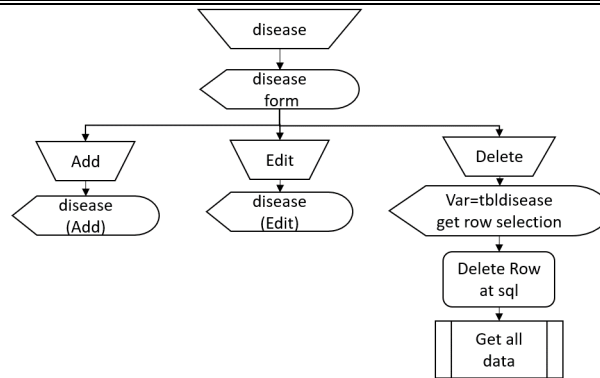 disease
disease
form
Add
Edit
Delete
disease
(Add)
disease
(Edit)
Var=tbldisease
get row selection
Delete Row
at sql
Get all
data